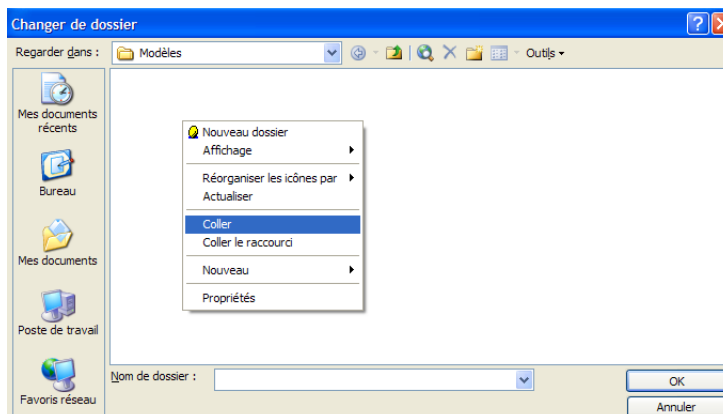 Changer de dossier
Regarder dans :
Modèles
Outils
Mes documents
récents
Bureau
Mes documents
Poste de travail
Favoris réseau
Nouveau dossier
Affichage
Réorganiser les icônes par
Actualiser
Coller
Coller le raccourci
Nouveau
Propriétés
Nom de dossier :
OK
Annuler